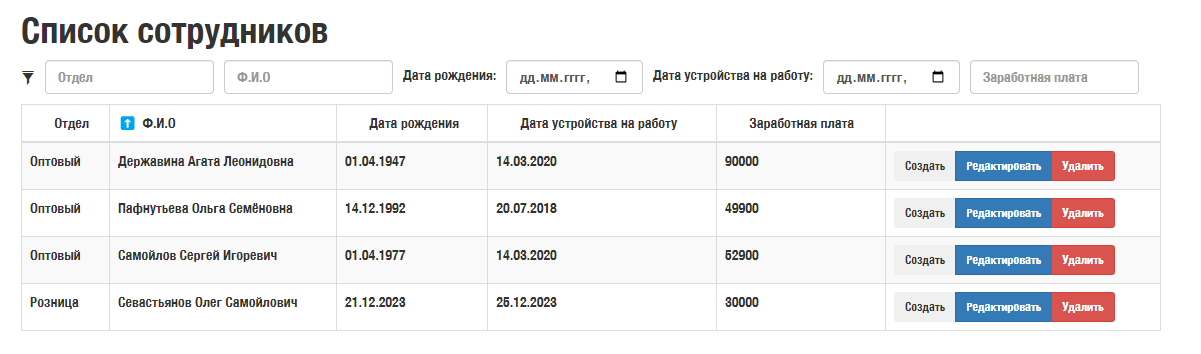 Список сотрудников
Отдел Ф.И.О Дата рождения: дд.мм.гггг, Дата устройства на работу: дд.мм.гггг, Заработная плата
Отдел Ф.И.О Дата рождения Дата устройства на работу Заработная плата
Оптовый Державина Агата Леонидовна 01.04.1947 14.03.2020 90000 Создать Редактировать Удалить
Оптовый Пафнутьева Ольга Семёновна 14.12.1992 20.07.2018 49900 Создать Редактировать Удалить
Оптовый Самойлов Сергей Игоревич 01.04.1977 14.03.2020 52900 Создать Редактировать Удалить
Розница Севастьянов Олег Самойлович 21.12.2023 25.12.2023 30000 Создать Редактировать Удалить